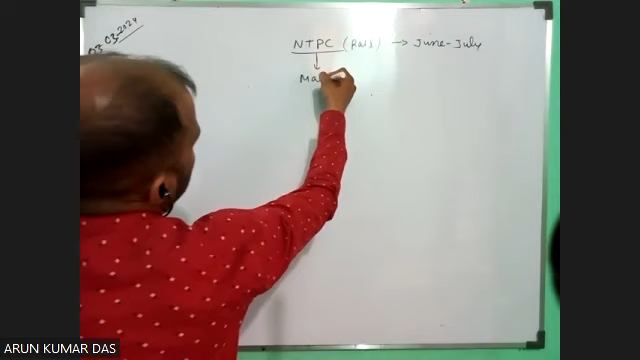 03-03-2024
NTPC (Rail) → June-July
↓
Ma
ARUN KUMAR DAS